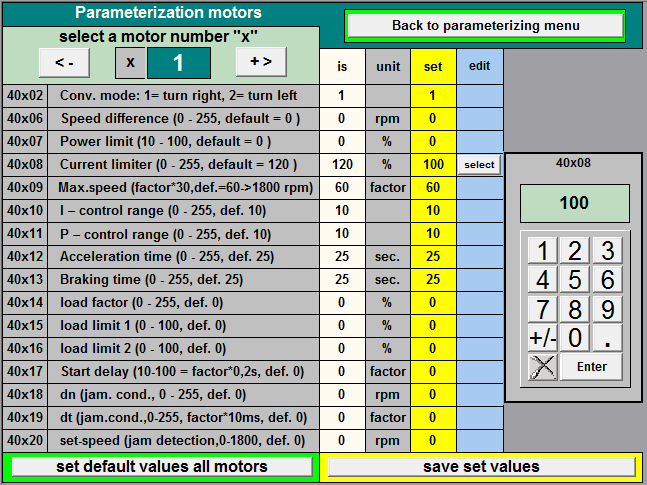 Parameterization motors
Back to parameterizing menu
select a motor number "x"
< - x 1 + >
is unit set edit
40x02 Conv. mode: 1= turn right, 2= turn left 1 1
40x06 Speed difference (0 - 255, default = 0 ) 0 rpm 0
40x07 Power limit (10 - 100, default = 0 ) 0 % 0
40x08 Current limiter (0 - 255, default = 120 ) 120 % 100 select
40x09 Max.speed (factor*30,def.=60->1800 rpm) 60 factor 60
40x10 I – control range (0 - 255, def. 10) 10 10
40x11 P – control range (0 - 255, def. 10) 10 10
40x12 Acceleration time (0 - 255, def. 25) 25 sec. 25
40x13 Braking time (0 - 255, def. 25) 25 sec. 25
40x14 load factor (0 - 255, def. 0) 0 % 0
40x15 load limit 1 (0 - 100, def. 0) 0 % 0
40x16 load limit 2 (0 - 100, def. 0) 0 % 0
40x17 Start delay (10-100 = factor*0,2s, def. 0) 0 factor 0
40x18 dn (jam. cond., 0 - 255, def. 0) 0 rpm 0
40x19 dt (jam.cond.,0-255, factor*10ms, def. 0) 0 factor 0
40x20 set-speed (jam detection,0-1800, def. 0) 0 rpm 0
set default values all motors
save set values
40x08
100
1 2 3
4 5 6
7 8 9
+/- 0 .
X Enter